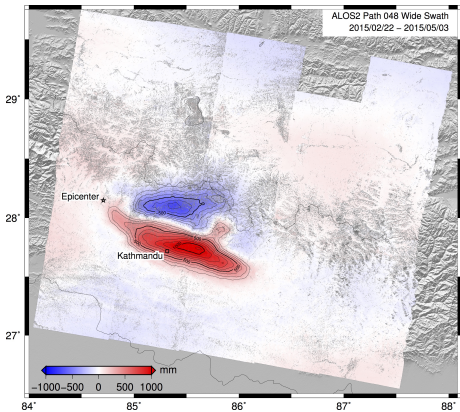 ALOS2 Path 048 Wide Swath
2015/02/22 − 2015/05/03
29˚
Epicenter
28˚
Kathmandu
27˚
mm
−1000 −500 0 500 1000
84˚ 85˚ 86˚ 87˚ 88˚